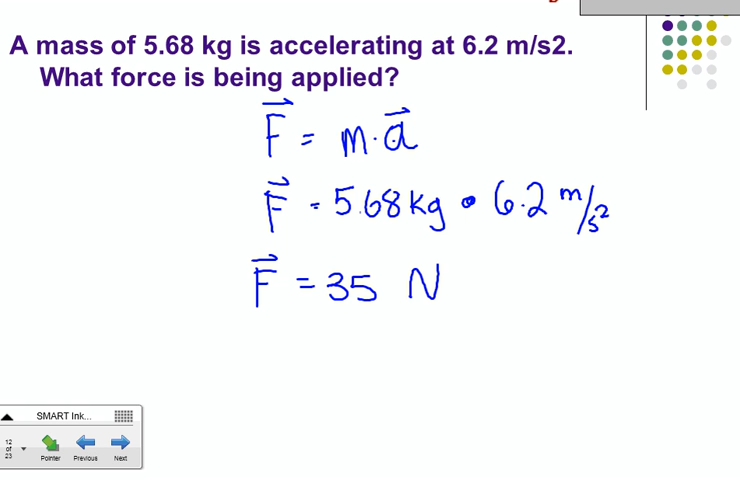 A mass of 5.68 kg is accelerating at 6.2 m/s2.
What force is being applied?
F⃗ = m·a⃗
F⃗ = 5.68 kg • 6.2 m/s²
F⃗ = 35 N
SMART Ink...
12 of 23
Pointer Previous Next